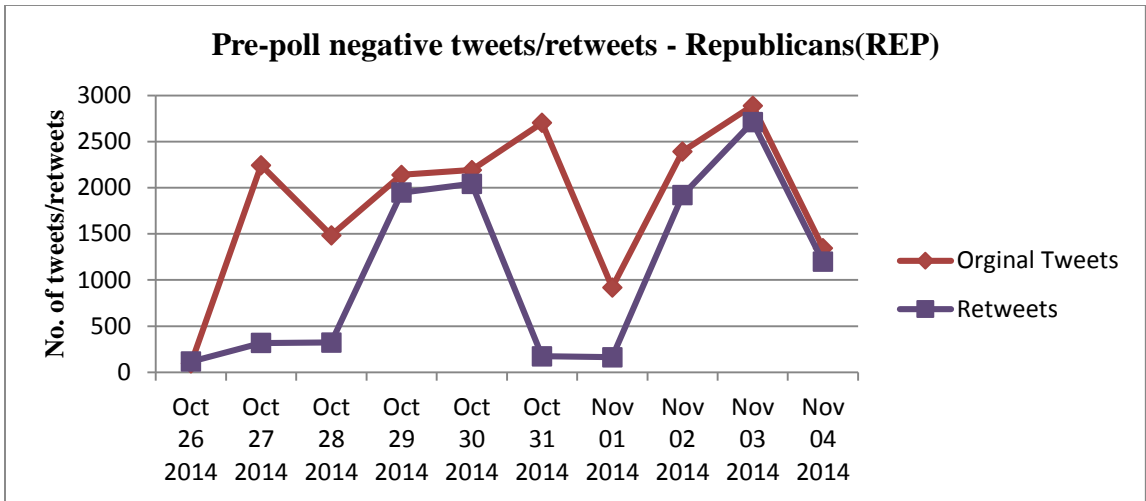 Pre-poll negative tweets/retweets - Republicans(REP)
No. of tweets/retweets
3000
2500
2000
1500
1000
500
0
Oct 26 2014
Oct 27 2014
Oct 28 2014
Oct 29 2014
Oct 30 2014
Oct 31 2014
Nov 01 2014
Nov 02 2014
Nov 03 2014
Nov 04 2014
Orginal Tweets
Retweets